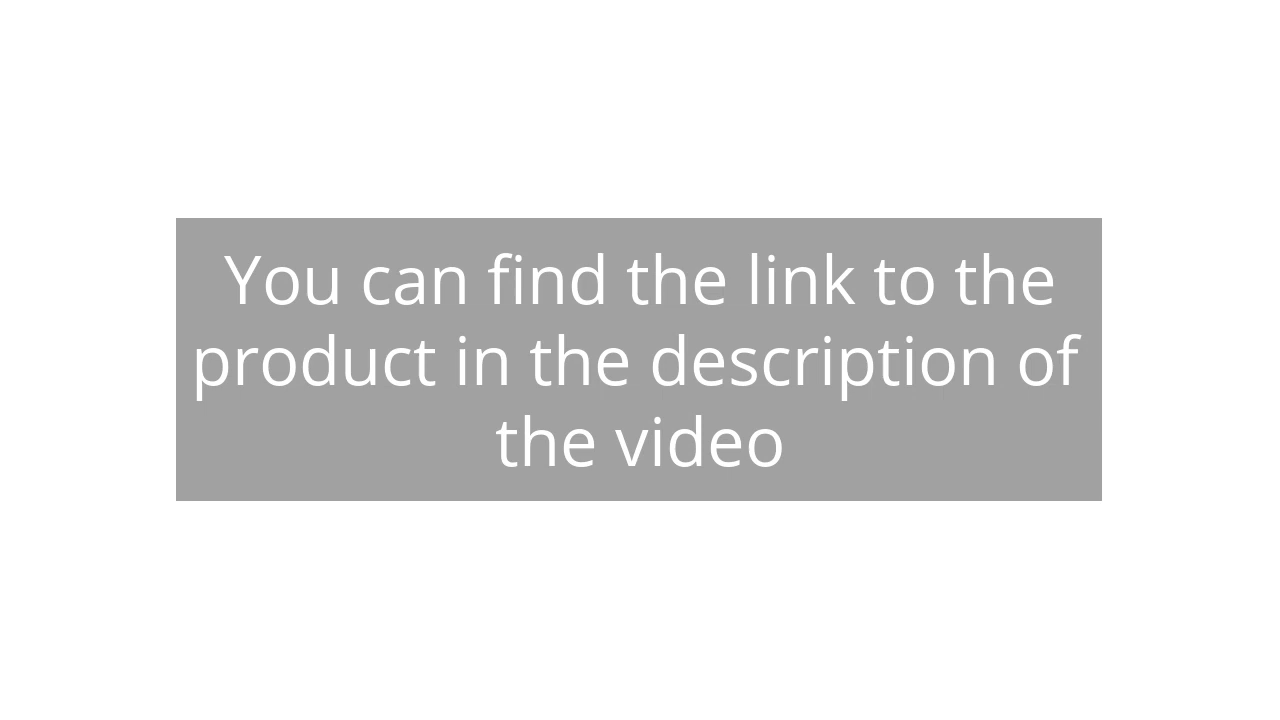 You can find the link to the
product in the description of
the video